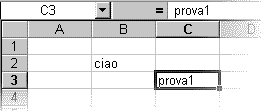 C3 = prova1
A B C D
1
2 ciao
3 prova1
4